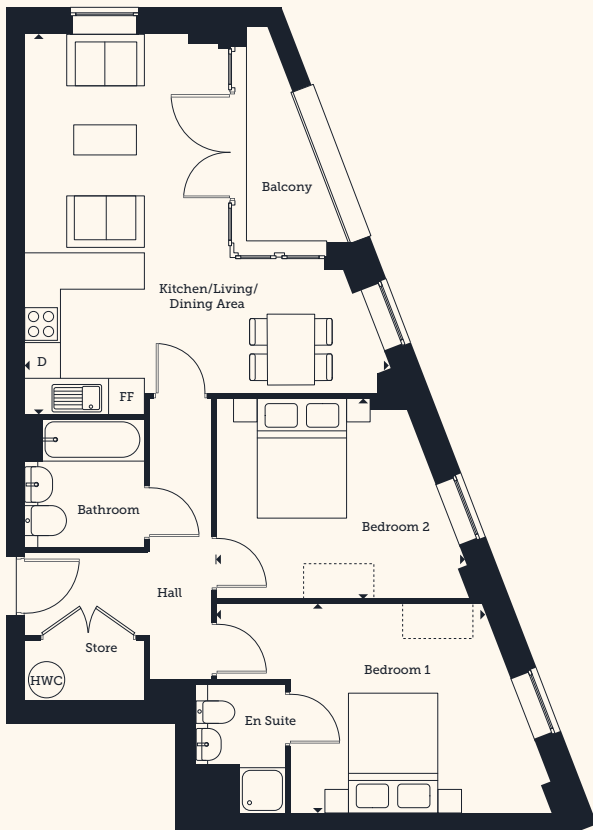 Balcony
Kitchen/Living/
Dining Area
D
FF
Bathroom
Bedroom 2
Hall
Store
HWC
Bedroom 1
En Suite